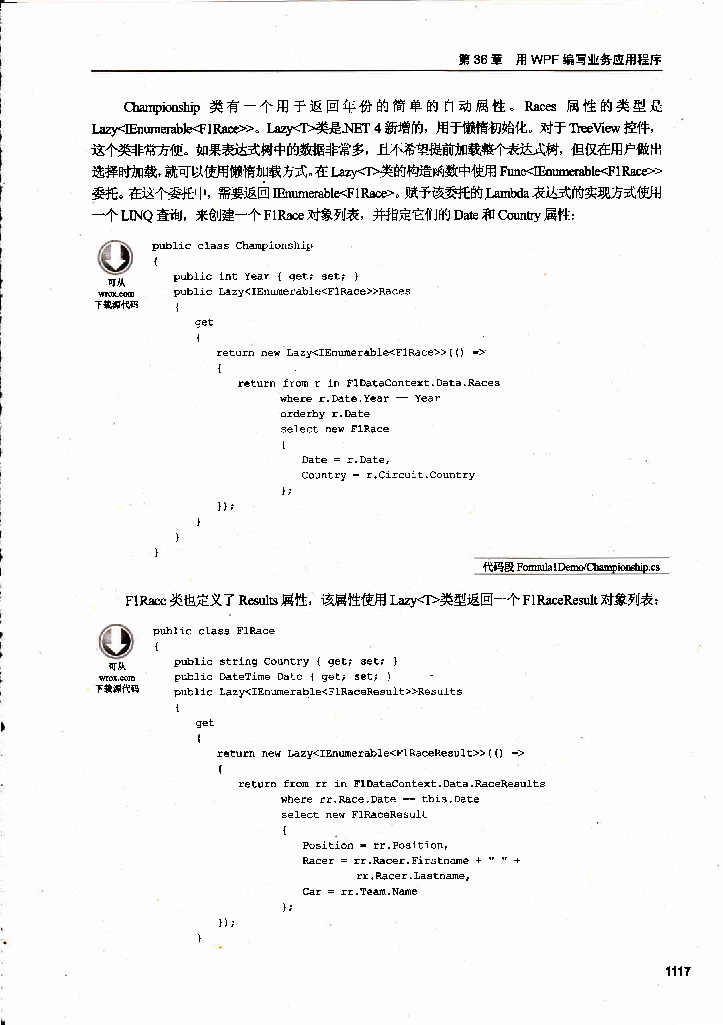 第 36 章 用 WPF 编写业务应用程序
Championship 类有一个用于返回年份的简单的自动属性。Races 属性的类型是
Lazy<IEnumerable<F1Race>>。Lazy<T>类是.NET 4 新增的，用于懒惰初始化。对于 TreeView 控件，
这个类非常方便。如果表达式树中的数据非常多，且不希望提前加载整个表达式树，但仅在用户做出
选择时加载，就可以使用懒惰加载方式。在 Lazy<T>类的构造函数中使用 Func<IEnumerable<F1Race>>
委托。在这个委托中，需要返回 IEnumerable<F1Race>。赋予该委托的 Lambda 表达式的实现方式使用
一个 LINQ 查询，来创建一个 F1Race 对象列表，并指定它们的 Date 和 Country 属性：
可从
wrox.com
下载源代码
public class Championship
{
public int Year { get; set; }
public Lazy<IEnumerable<F1Race>>Races
{
get
{
return new Lazy<IEnumerable<F1Race>>(() =>
{
return from r in F1DataContext.Data.Races
where r.Date.Year == Year
orderby r.Date
select new F1Race
{
Date = r.Date,
Country = r.Circuit.Country
};
});
}
}
}
代码段 Formula1Demo/Championship.cs
F1Race 类也定义了 Results 属性，该属性使用 Lazy<T>类型返回一个 F1RaceResult 对象列表：
可从
wrox.com
下载源代码
public class F1Race
{
public string Country { get; set; }
public DateTime Date { get; set; }
public Lazy<IEnumerable<F1RaceResult>>Results
{
get
{
return new Lazy<IEnumerable<F1RaceResult>>(() =>
{
return from rr in F1DataContext.Data.RaceResults
where rr.Race.Date == this.Date
select new F1RaceResult
{
Position = rr.Position,
Racer = rr.Racer.Firstname + " " +
rr.Racer.Lastname,
Car = rr.Team.Name
};
});
}
1117